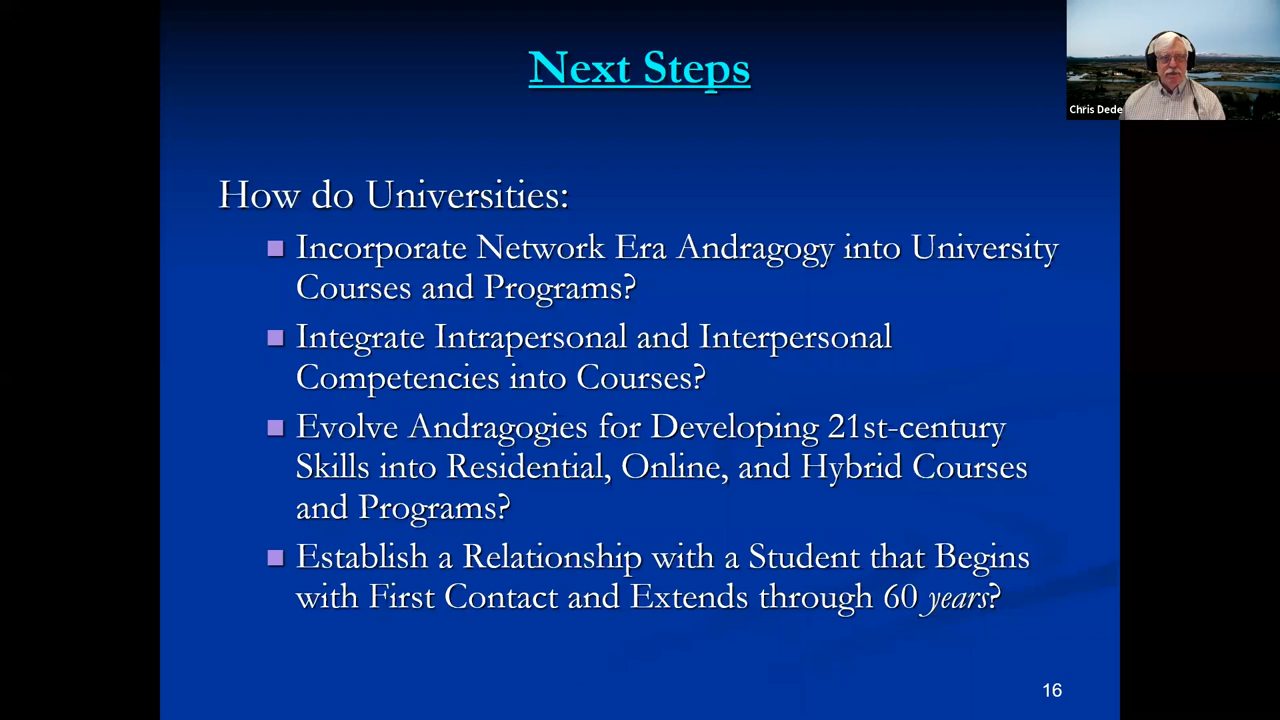 Next Steps
Chris Dede
How do Universities:
Incorporate Network Era Andragogy into University
Courses and Programs?
Integrate Intrapersonal and Interpersonal
Competencies into Courses?
Evolve Andragogies for Developing 21st-century
Skills into Residential, Online, and Hybrid Courses
and Programs?
Establish a Relationship with a Student that Begins
with First Contact and Extends through 60 years?
16